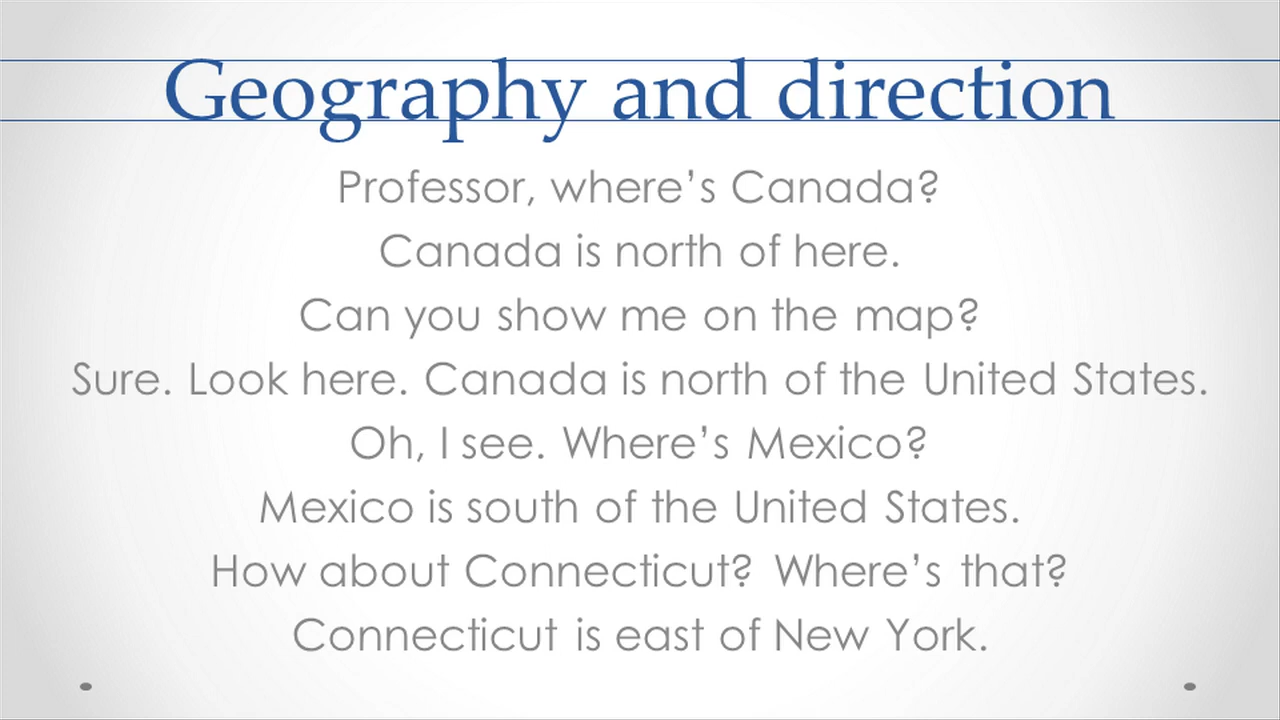 Geography and direction
Professor, where’s Canada?
Canada is north of here.
Can you show me on the map?
Sure. Look here. Canada is north of the United States.
Oh, I see. Where’s Mexico?
Mexico is south of the United States.
How about Connecticut? Where’s that?
Connecticut is east of New York.